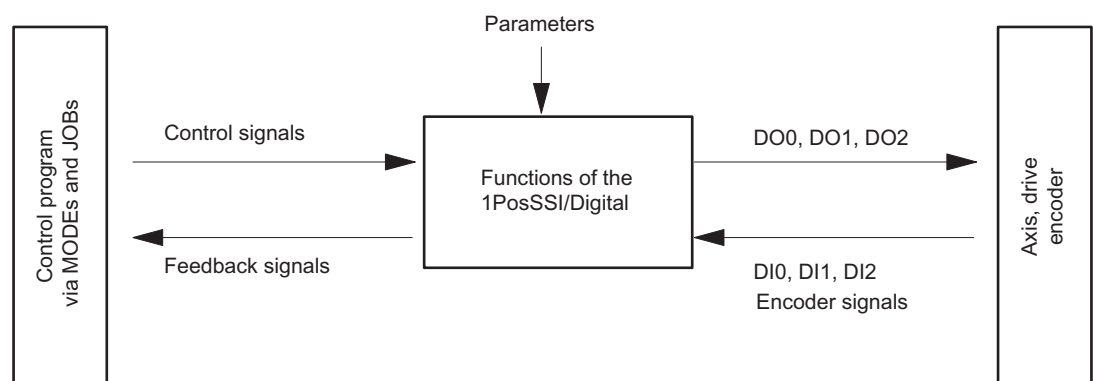 Parameters
Control program
via MODEs and JOBs
Control signals
Feedback signals
Functions of the
1PosSSI/Digital
DO0, DO1, DO2
DI0, DI1, DI2
Encoder signals
Axis, drive
encoder